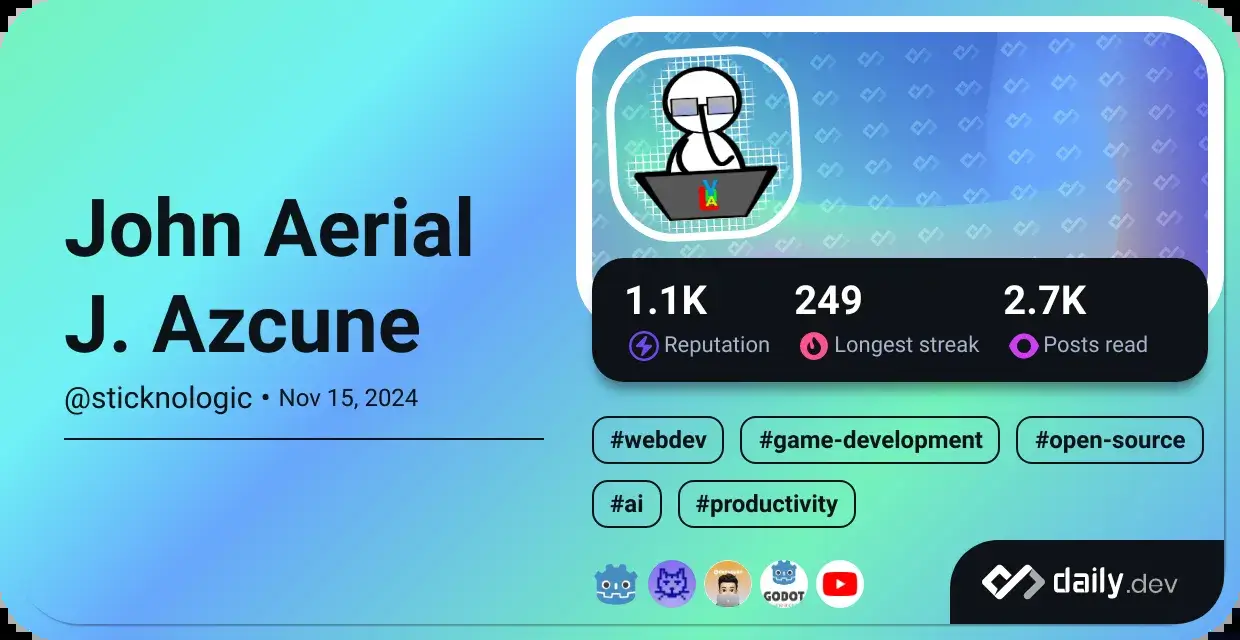 John Aerial
J. Azcune
@sticknologic • Nov 15, 2024
1.1K 249 2.7K
Reputation Longest streak Posts read
#webdev #game-development #open-source
#ai #productivity
GODOT
daily.dev